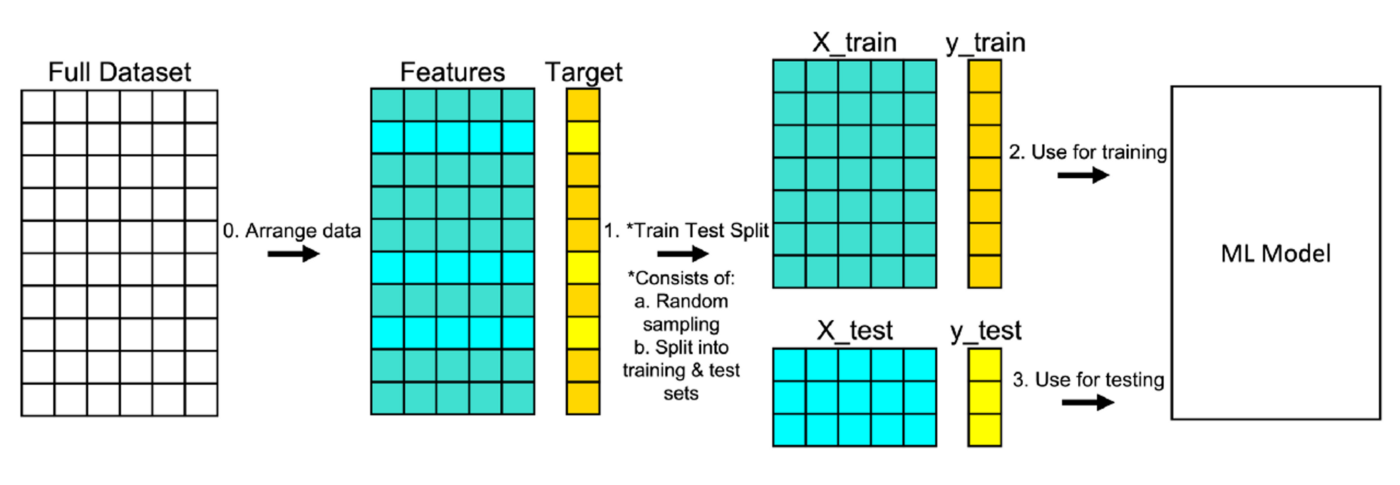 Full Dataset
0. Arrange data
Features
Target
1. *Train Test Split
*Consists of:
a. Random
sampling
b. Split into
training & test
sets
X_train
y_train
2. Use for training
X_test
y_test
3. Use for testing
ML Model